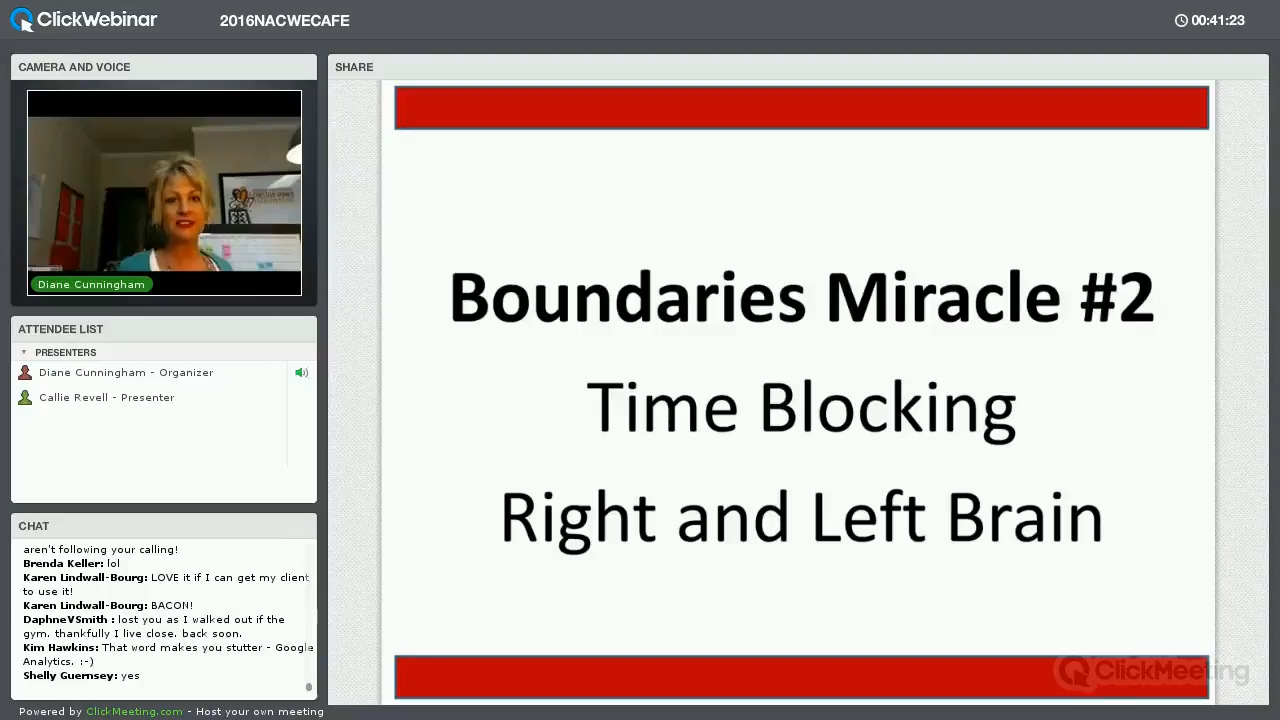 ClickWebinar
2016NACWECAFE
00:41:23
CAMERA AND VOICE
Diane Cunningham
ATTENDEE LIST
PRESENTERS
Diane Cunningham - Organizer
Callie Revell - Presenter
CHAT
aren't following your calling!
Brenda Keller: lol
Karen Lindwall-Bourg: LOVE it if I can get my client
to use it!
Karen Lindwall-Bourg: BACON!
DaphneVSmith : lost you as I walked out if the
gym. thankfully I live close. back soon.
Kim Hawkins: That word makes you stutter - Google
Analytics :-)
Shelly Guernsey: yes
Powered by ClickMeeting.com - Host your own meeting
SHARE
Boundaries Miracle #2
Time Blocking
Right and Left Brain
ClickMeeting